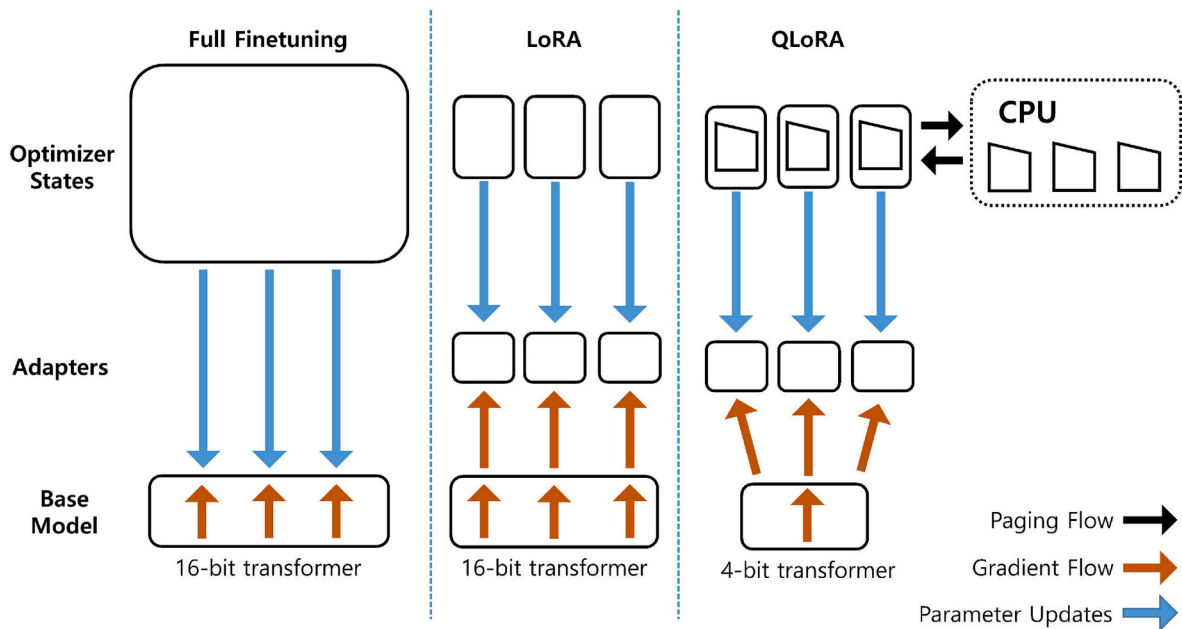 Full Finetuning
LoRA
QLoRA
Optimizer
States
CPU
Adapters
Base
Model
16-bit transformer
16-bit transformer
4-bit transformer
Paging Flow
Gradient Flow
Parameter Updates